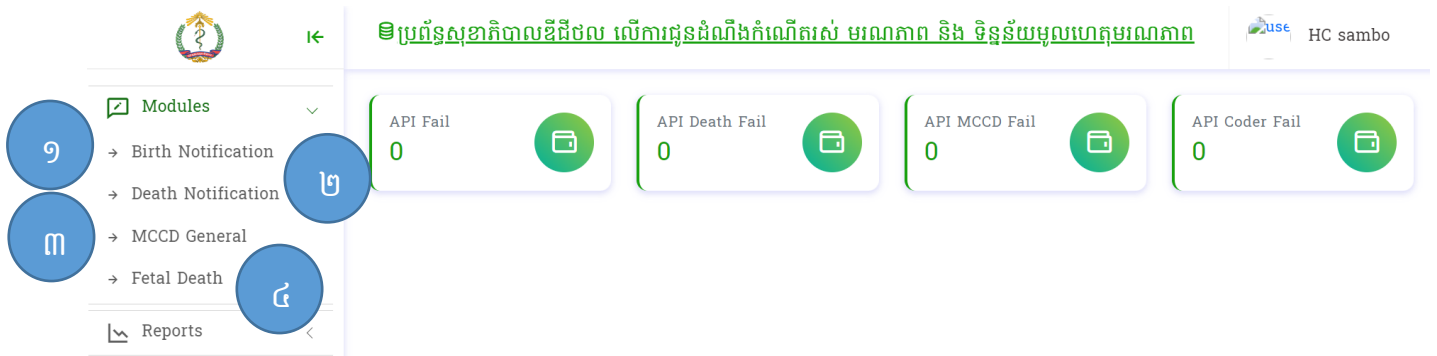 ប្រព័ន្ធសុខាភិបាលឌីជីថល លើការជូនដំណឹងកំណើតរស់ មរណភាព និង ទិន្នន័យមូលហេតុមរណភាព
use
HC sambo
Modules
១
Birth Notification
២
Death Notification
៣
MCCD General
Fetal Death
៤
Reports
API Fail
0
API Death Fail
0
API MCCD Fail
0
API Coder Fail
0